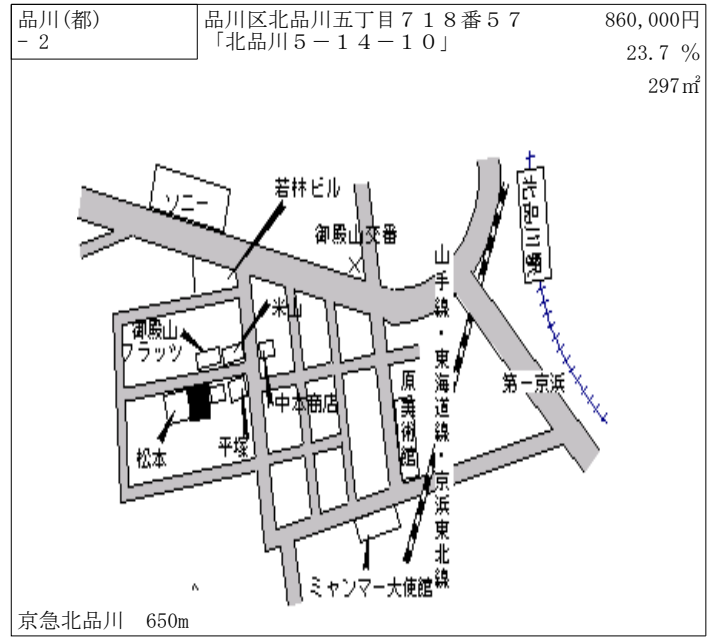 品川(都)
- 2
品川区北品川五丁目７１８番５７
「北品川５－１４－１０」
860,000円
23.7 %
297㎡
ソニー
若林ビル
御殿山交番
北品川駅
山手線・東海道線・京浜東北線
米山
御殿山
フラッツ
第一京浜
原美術館
中本商店
平塚
松本
ミャンマー大使館
京急北品川 650m